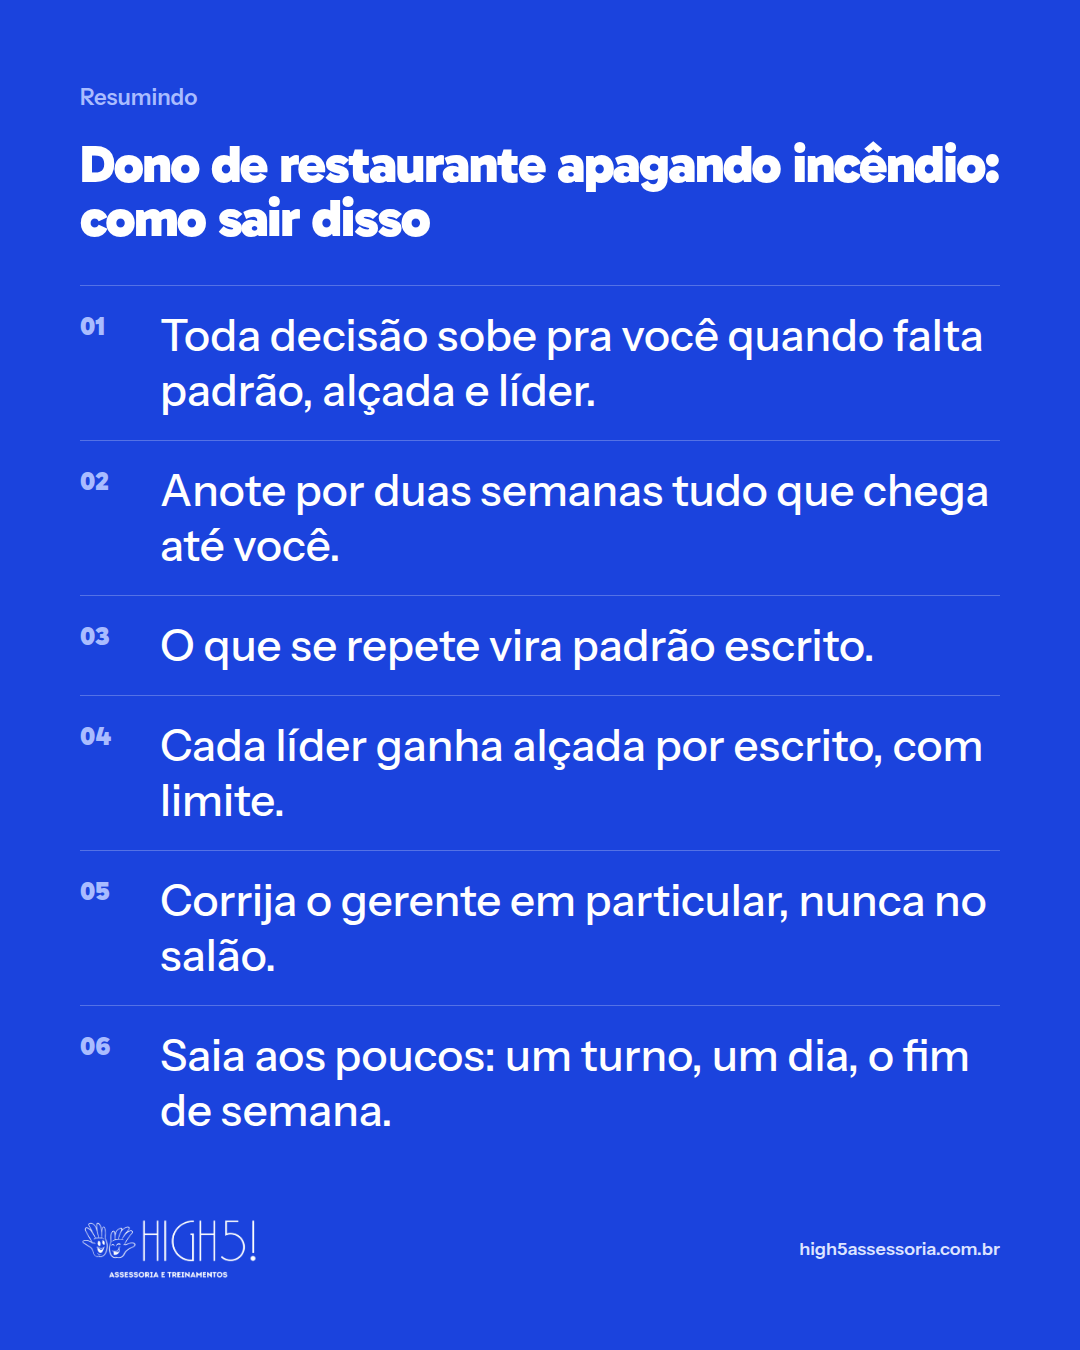 Resumindo
Dono de restaurante apagando incêndio:
como sair disso
01
Toda decisão sobe pra você quando falta
padrão, alçada e líder.
02
Anote por duas semanas tudo que chega
até você.
03
O que se repete vira padrão escrito.
04
Cada líder ganha alçada por escrito, com
limite.
05
Corrija o gerente em particular, nunca no
salão.
06
Saia aos poucos: um turno, um dia, o fim
de semana.
HIGH5!
ASSESSORIA E TREINAMENTOS
high5assessoria.com.br